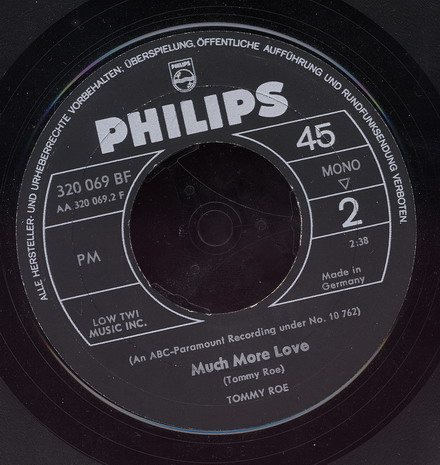 ALLE HERSTELLER- UND URHEBERRECHTE VORBEHALTEN; ÜBERSPIELUNG, ÖFFENTLICHE AUFFÜHRUNG UND RUNDFUNKSENDUNG VERBOTEN.
PHILIPS
PHILIPS
320 069 BF
AA 320 069.2 F
PM
LOW TWI
MUSIC INC.
45
MONO
2
2:38
Made in
Germany
(An ABC-Paramount Recording under No. 10 762)
Much More Love
(Tommy Roe)
TOMMY ROE